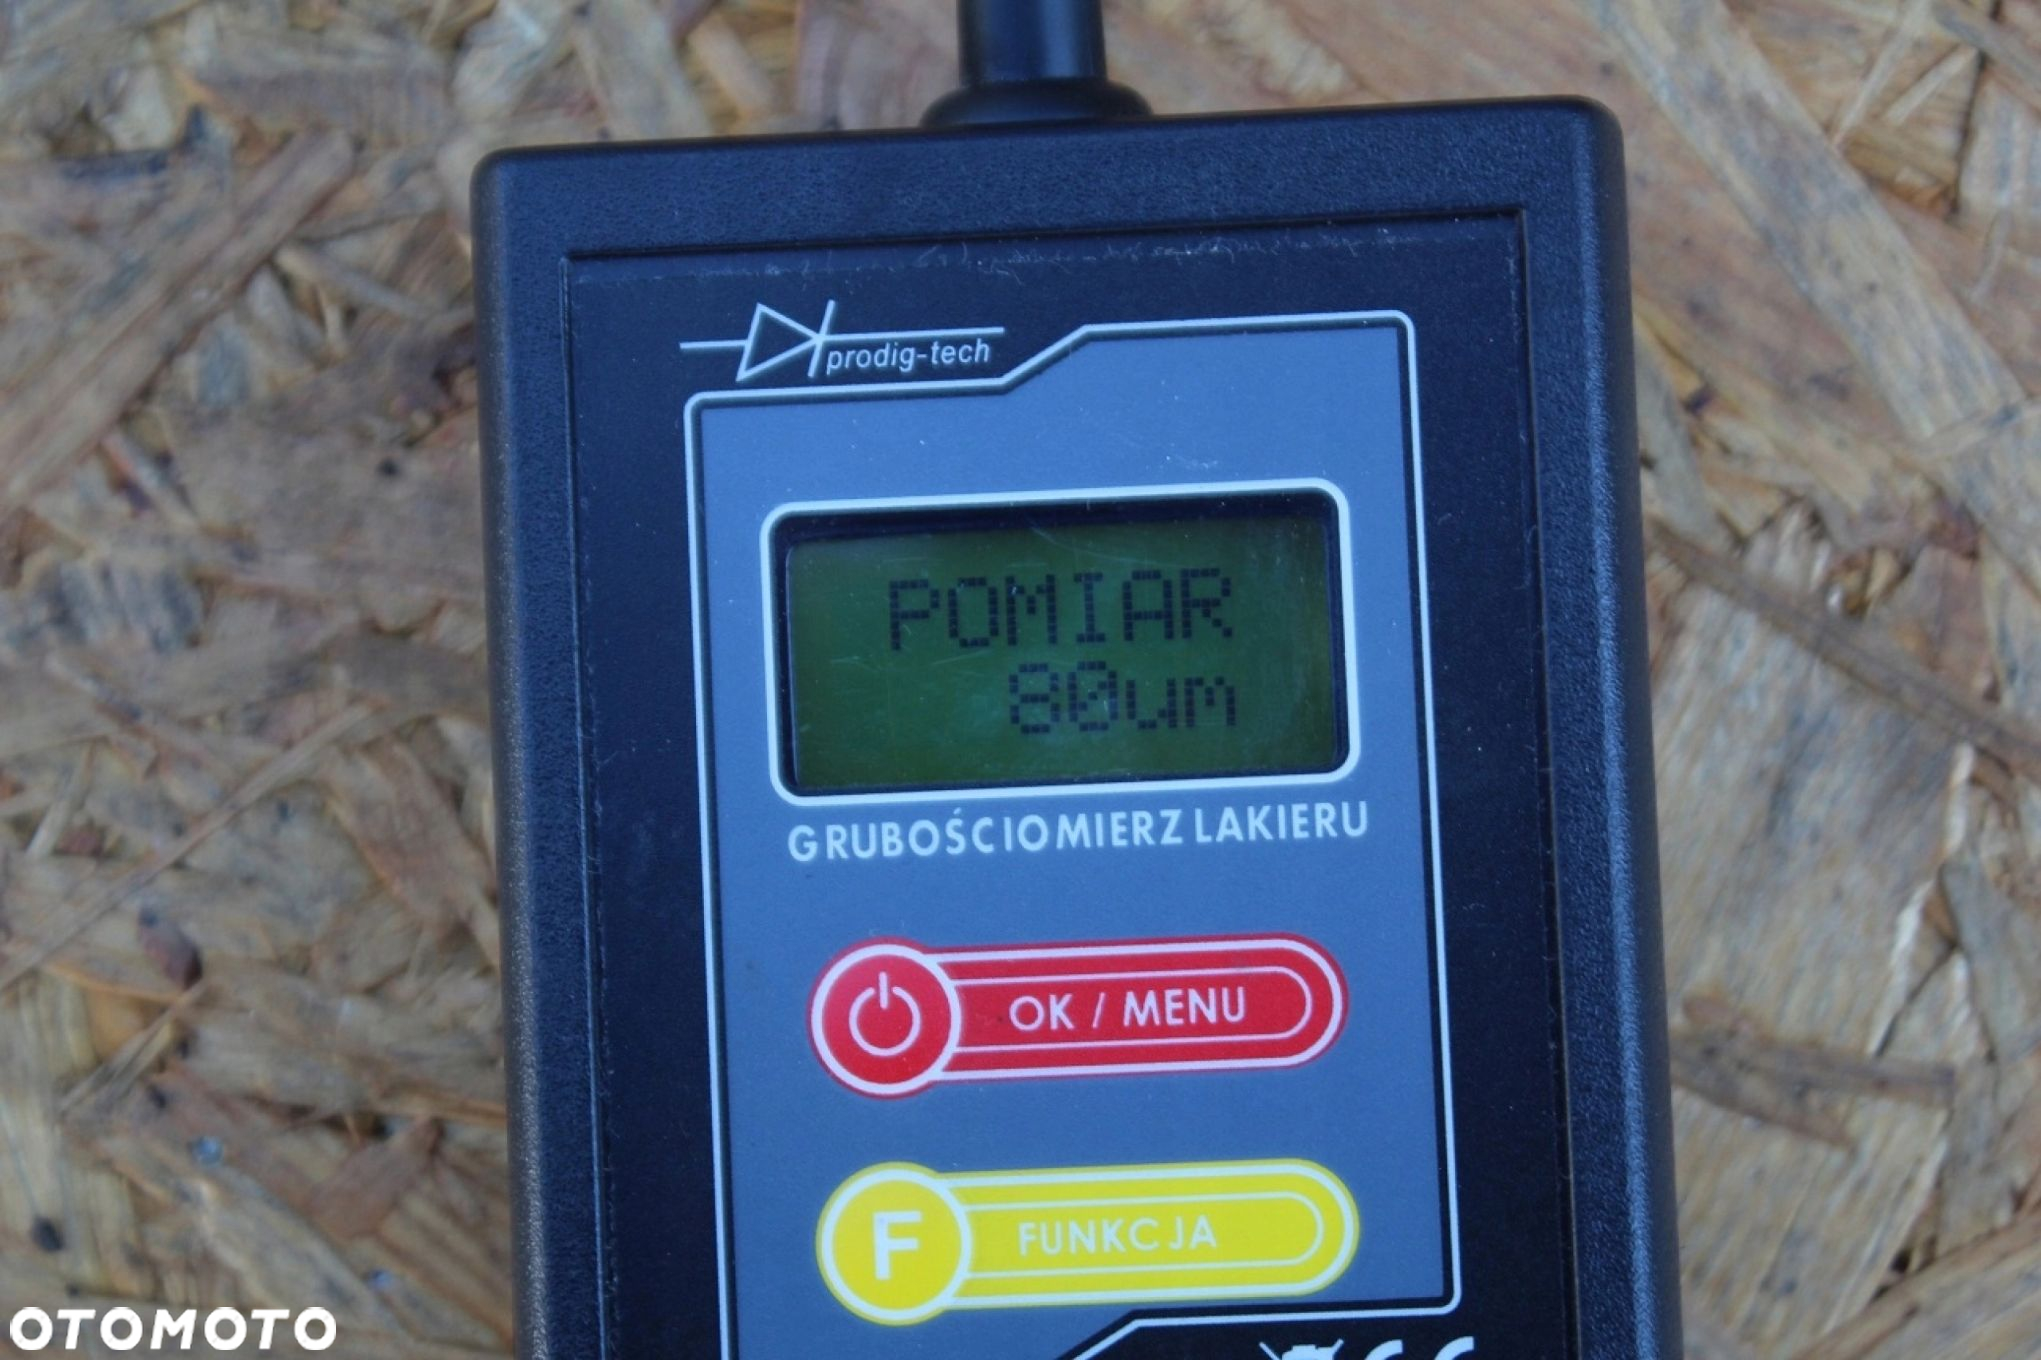 prodig-tech
POMIAR
80um
GRUBOŚCIOMIERZ LAKIERU
OK / MENU
F FUNKCJA
OTOMOTO